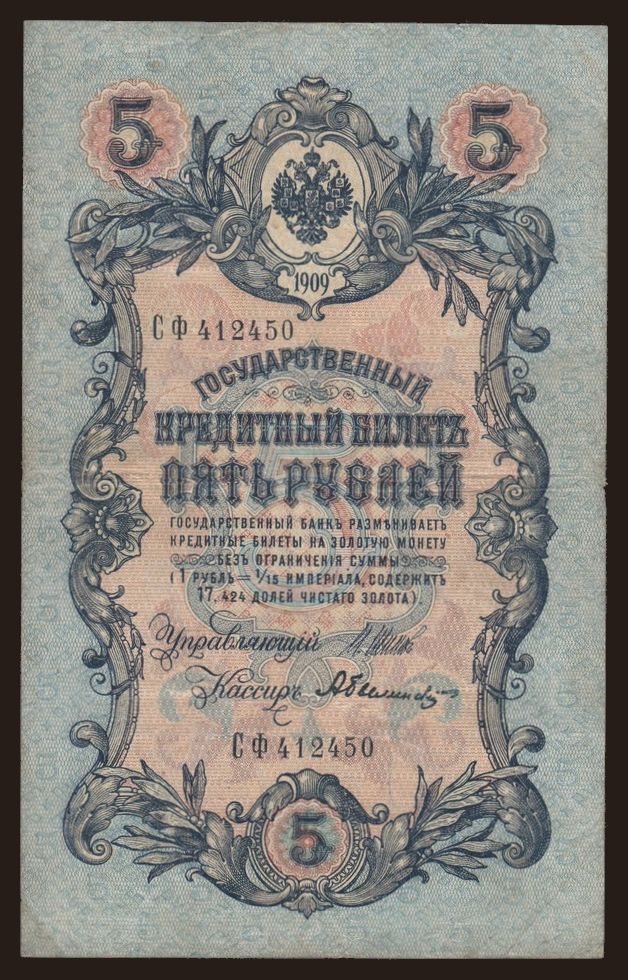 5 5
1909
СФ 412450
ГОСУДАРСТВЕННЫЙ
КРЕДИТНЫЙ БИЛЕТЪ
ПЯТЬ РУБЛЕЙ
ГОСУДАРСТВЕННЫЙ БАНКЪ РАЗМѢНИВАЕТЪ
КРЕДИТНЫЕ БИЛЕТЫ НА ЗОЛОТУЮ МОНЕТУ
БЕЗЪ ОГРАНИЧЕНІЯ СУММЫ
(1 РУБЛЬ = 1/15 ИМПЕРІАЛА, СОДЕРЖИТЪ
17,424 ДОЛЕЙ ЧИСТАГО ЗОЛОТА).
Управляющій
Кассиръ
СФ 412450
5